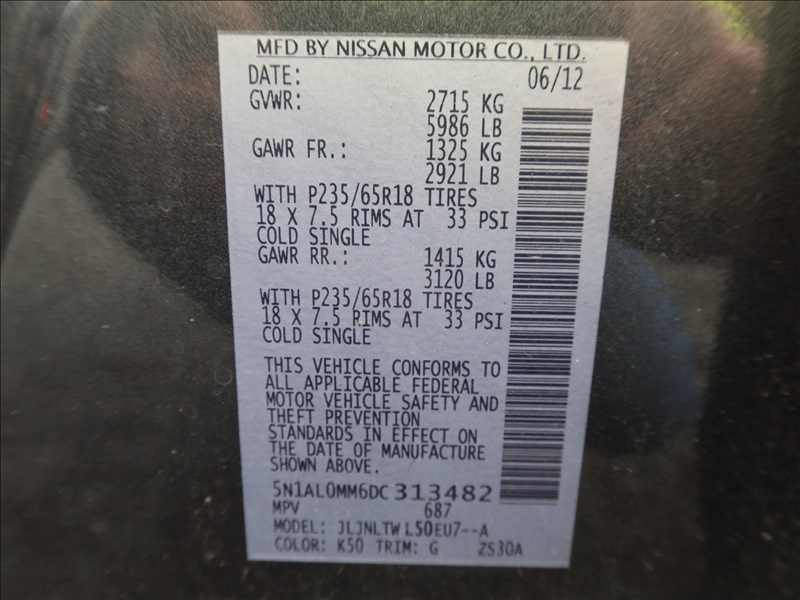 MFD BY NISSAN MOTOR CO., LTD.
DATE: 06/12
GVWR: 2715 KG
5986 LB
GAWR FR.: 1325 KG
2921 LB
WITH P235/65R18 TIRES
18 X 7.5 RIMS AT 33 PSI
COLD SINGLE
GAWR RR.: 1415 KG
3120 LB
WITH P235/65R18 TIRES
18 X 7.5 RIMS AT 33 PSI
COLD SINGLE
THIS VEHICLE CONFORMS TO
ALL APPLICABLE FEDERAL
MOTOR VEHICLE SAFETY AND
THEFT PREVENTION
STANDARDS IN EFFECT ON
THE DATE OF MANUFACTURE
SHOWN ABOVE.
5N1AL0MM6DC313482
MPV 687
MODEL: JLJNLTW L50EU7--A
COLOR: K50 TRIM: G ZS30A